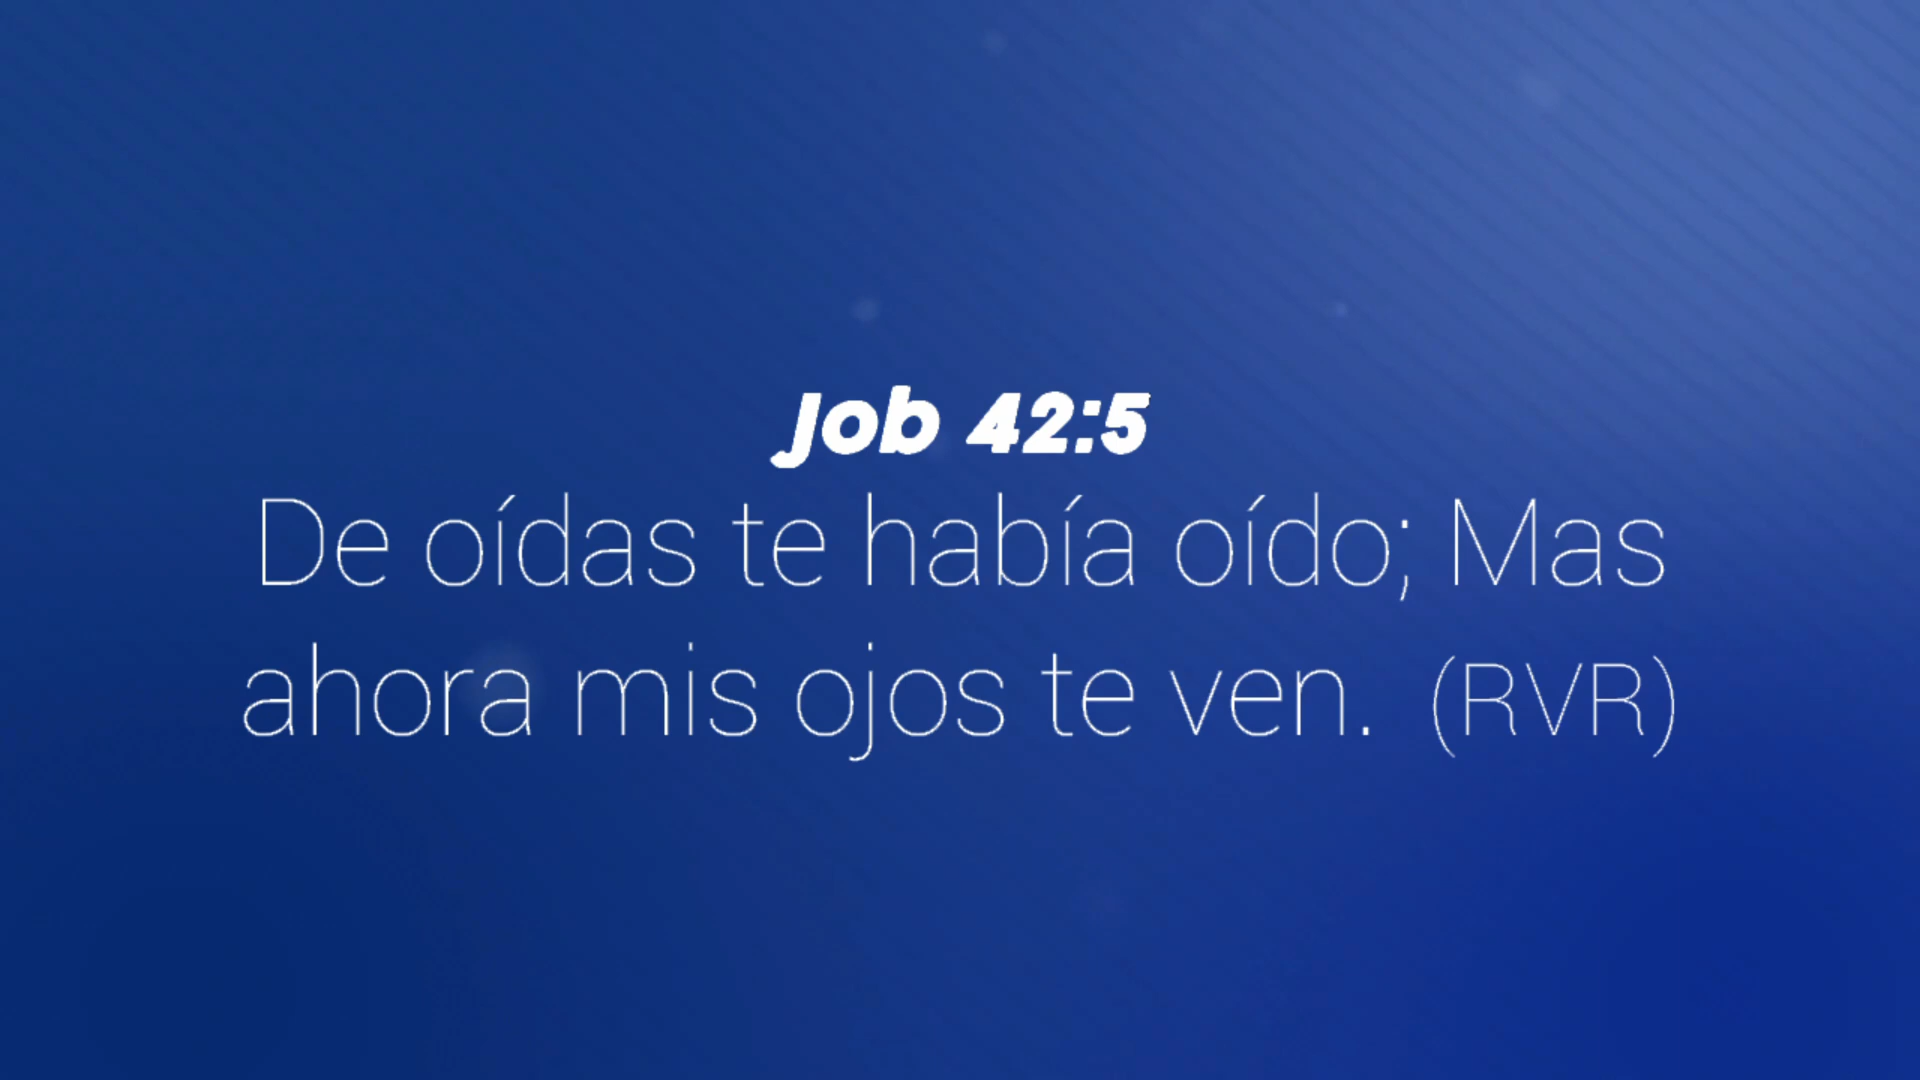 Job 42:5
De oídas te había oído; Mas
ahora mis ojos te ven. (RVR)